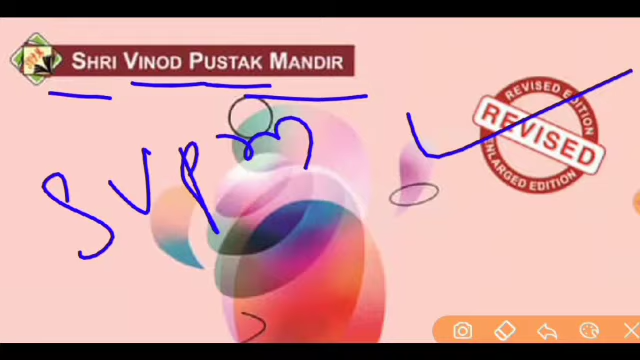 SHRI VINOD PUSTAK MANDIR
SVPM
REVISED EDITION
REVISED
ENLARGED EDITION